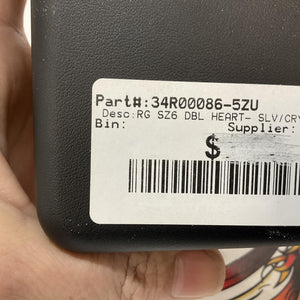 Part#:34R00086-5ZU
Desc:RG SZ6 DBL HEART- SLV/CRY
Bin: Supplier:
$